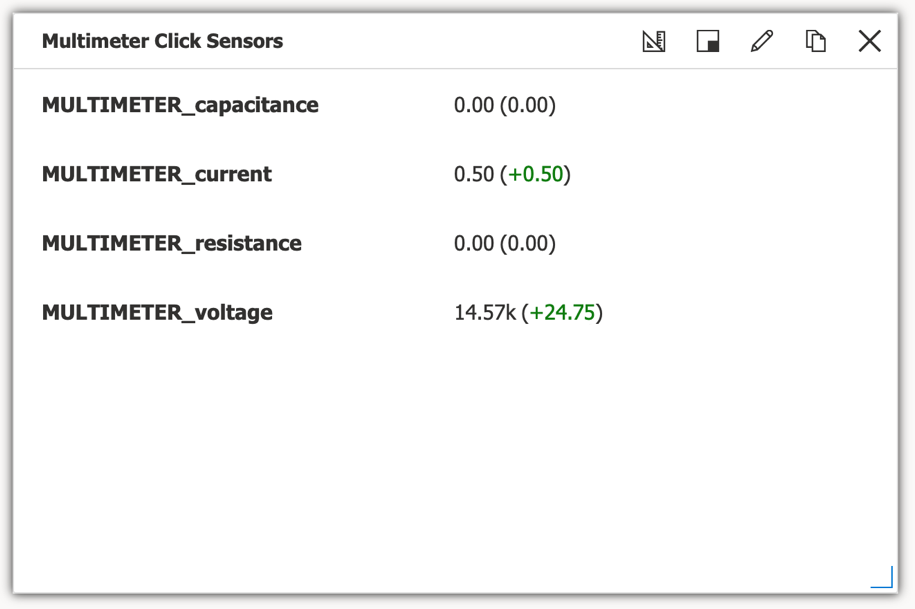 Multimeter Click Sensors
MULTIMETER_capacitance 0.00 (0.00)
MULTIMETER_current 0.50 (+0.50)
MULTIMETER_resistance 0.00 (0.00)
MULTIMETER_voltage 14.57k (+24.75)